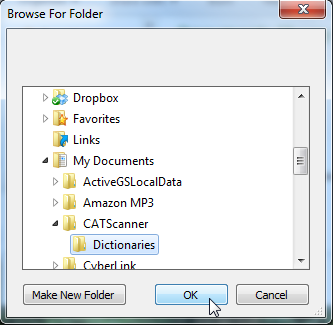 Browse For Folder
Dropbox
Favorites
Links
My Documents
ActiveGSLocalData
Amazon MP3
CATScanner
Dictionaries
CyberLink
Make New Folder
OK
Cancel